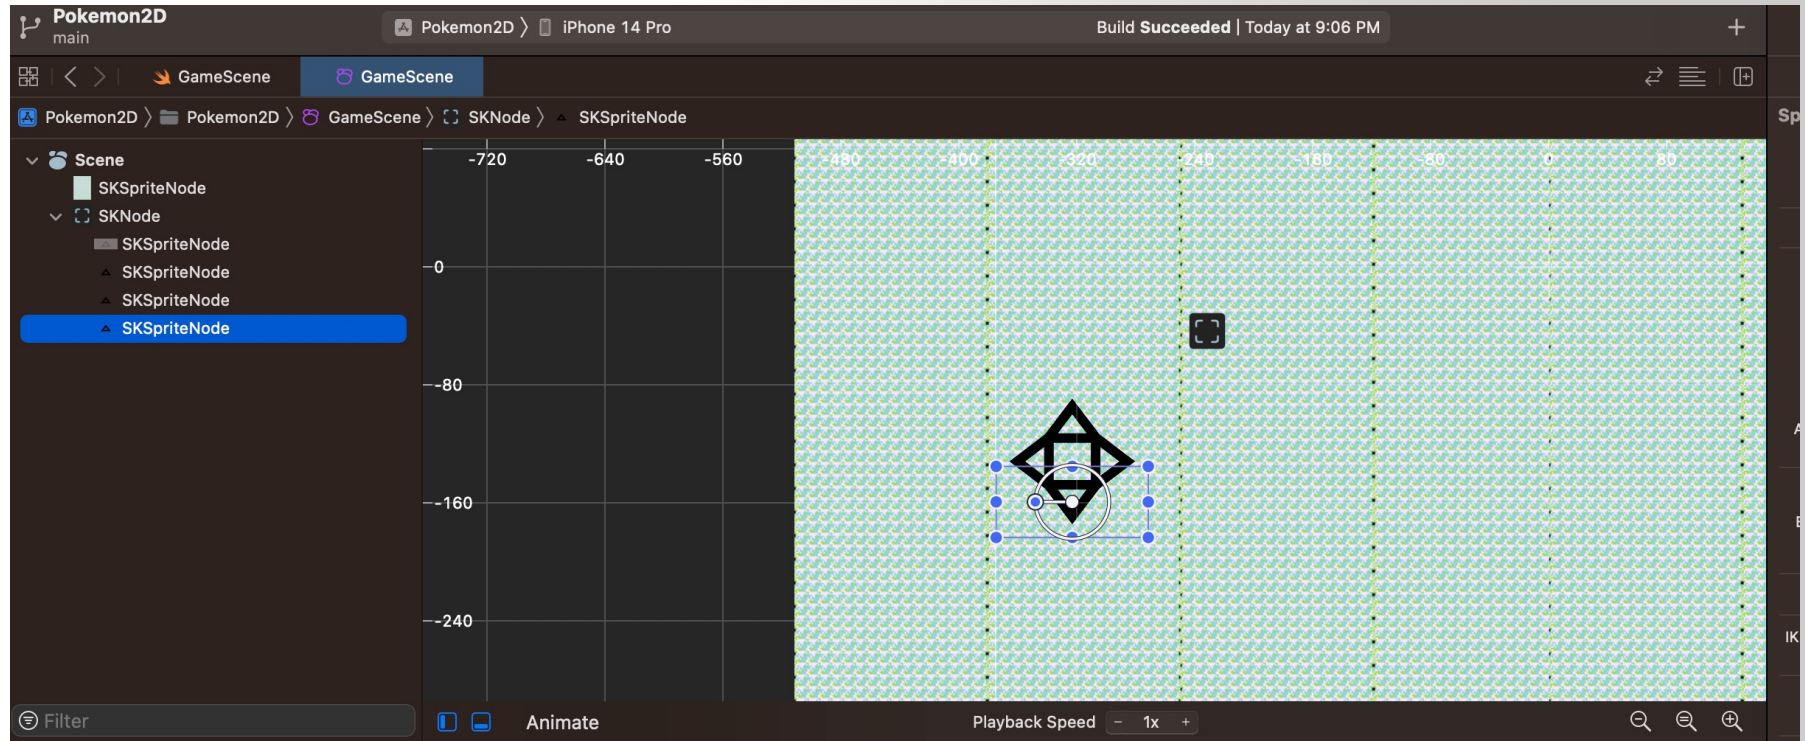 Pokemon2D
main
Pokemon2D 〉 iPhone 14 Pro
Build Succeeded | Today at 9:06 PM
GameScene
GameScene
Pokemon2D 〉 Pokemon2D 〉 GameScene 〉 SKNode 〉 SKSpriteNode
Sp
Scene
SKSpriteNode
SKNode
SKSpriteNode
SKSpriteNode
SKSpriteNode
SKSpriteNode
-720 -640 -560 -480 -400 -320 -240 -160 -80 0 80
-0
-80
-160
-240
A
IK
Filter
Animate
Playback Speed - 1x +